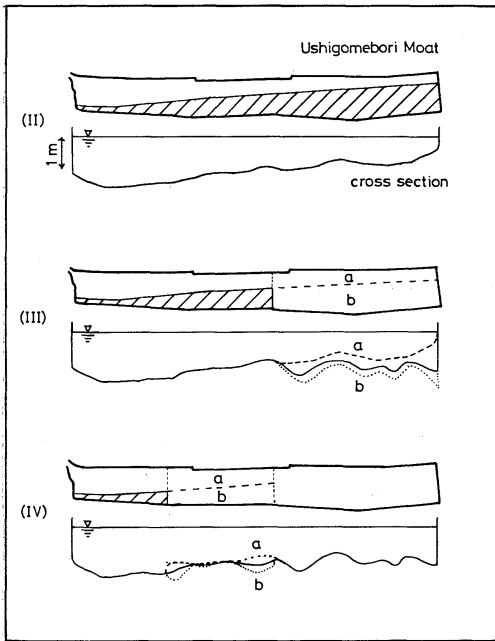 Ushigomebori Moat
(II)
1 m
cross section
a
b
(III)
a
b
a
b
(IV)
a
b